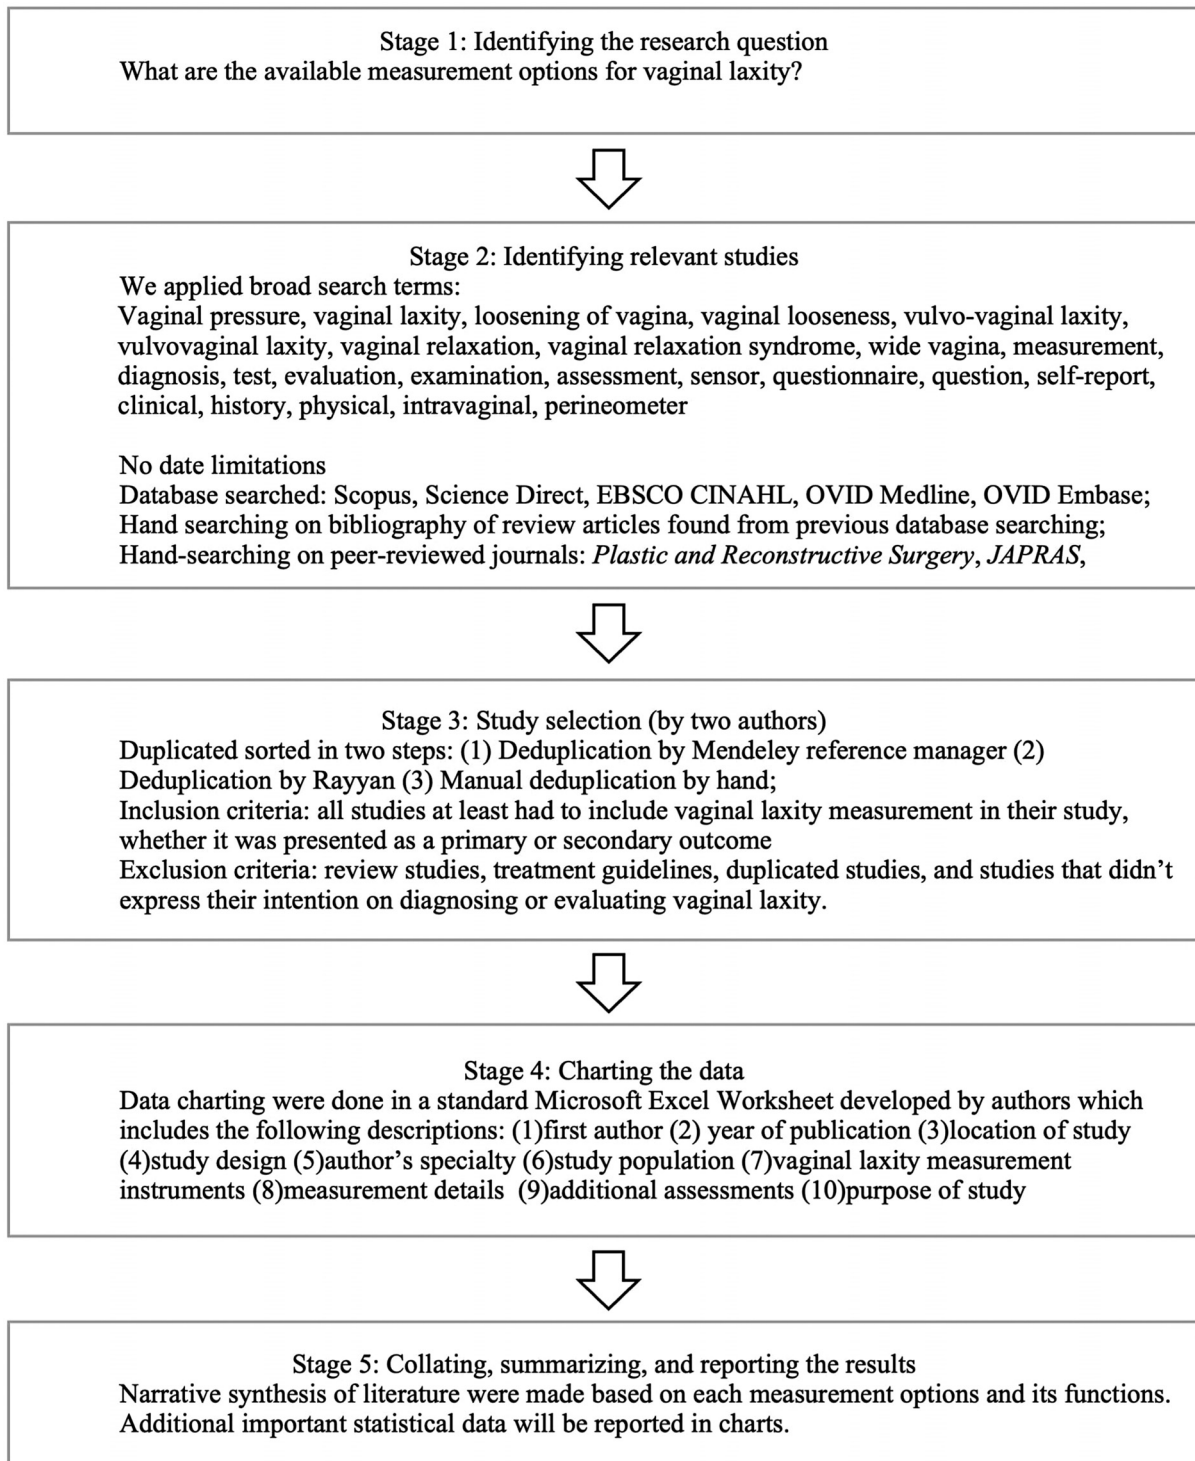 Stage 1: Identifying the research question
What are the available measurement options for vaginal laxity?
Stage 2: Identifying relevant studies
We applied broad search terms:
Vaginal pressure, vaginal laxity, loosening of vagina, vaginal looseness, vulvo-vaginal laxity,
vulvovaginal laxity, vaginal relaxation, vaginal relaxation syndrome, wide vagina, measurement,
diagnosis, test, evaluation, examination, assessment, sensor, questionnaire, question, self-report,
clinical, history, physical, intravaginal, perineometer
No date limitations
Database searched: Scopus, Science Direct, EBSCO CINAHL, OVID Medline, OVID Embase;
Hand searching on bibliography of review articles found from previous database searching;
Hand-searching on peer-reviewed journals: Plastic and Reconstructive Surgery, JAPRAS,
Stage 3: Study selection (by two authors)
Duplicated sorted in two steps: (1) Deduplication by Mendeley reference manager (2)
Deduplication by Rayyan (3) Manual deduplication by hand;
Inclusion criteria: all studies at least had to include vaginal laxity measurement in their study,
whether it was presented as a primary or secondary outcome
Exclusion criteria: review studies, treatment guidelines, duplicated studies, and studies that didn’t
express their intention on diagnosing or evaluating vaginal laxity.
Stage 4: Charting the data
Data charting were done in a standard Microsoft Excel Worksheet developed by authors which
includes the following descriptions: (1)first author (2) year of publication (3)location of study
(4)study design (5)author’s specialty (6)study population (7)vaginal laxity measurement
instruments (8)measurement details (9)additional assessments (10)purpose of study
Stage 5: Collating, summarizing, and reporting the results
Narrative synthesis of literature were made based on each measurement options and its functions.
Additional important statistical data will be reported in charts.